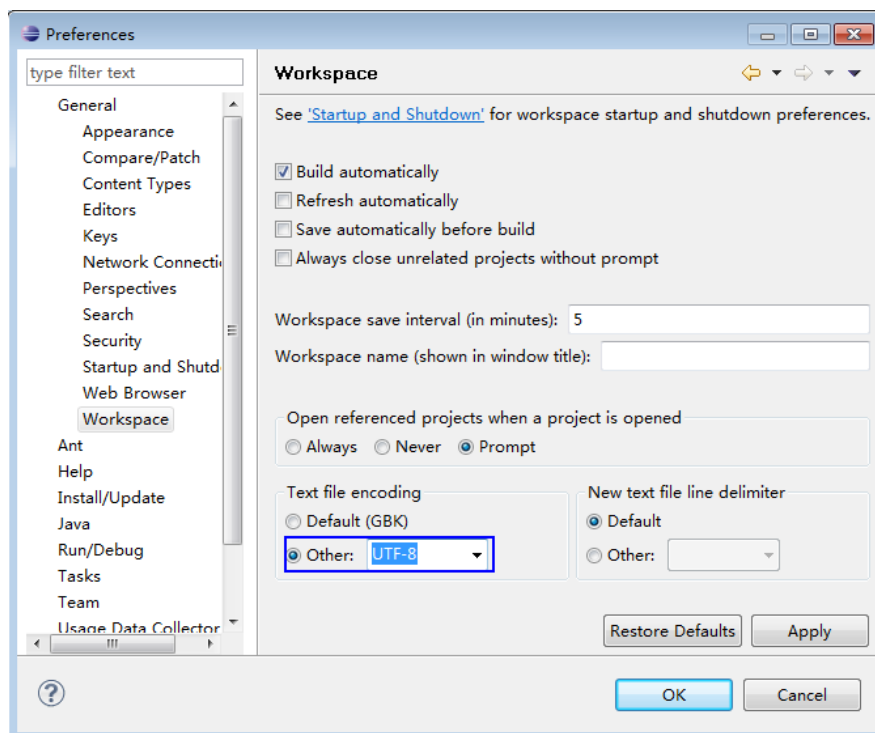 Preferences
type filter text
General
Appearance
Compare/Patch
Content Types
Editors
Keys
Network Connecti
Perspectives
Search
Security
Startup and Shutd
Web Browser
Workspace
Ant
Help
Install/Update
Java
Run/Debug
Tasks
Team
Usage Data Collector
Workspace
See 'Startup and Shutdown' for workspace startup and shutdown preferences.
Build automatically
Refresh automatically
Save automatically before build
Always close unrelated projects without prompt
Workspace save interval (in minutes): 5
Workspace name (shown in window title):
Open referenced projects when a project is opened
Always Never Prompt
Text file encoding
Default (GBK)
Other: UTF-8
New text file line delimiter
Default
Other:
Restore Defaults Apply
OK Cancel